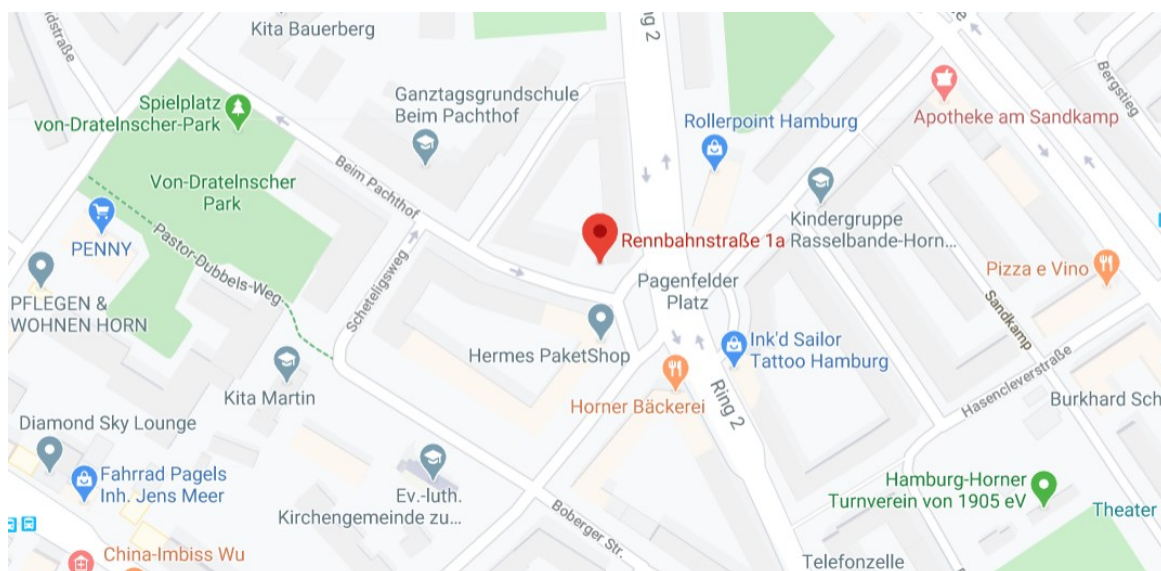 Kita Bauerberg
Ring 2
Bergstieg
Spielplatz
von-Dratelnscher-Park
Ganztagsgrundschule
Beim Pachthof
Rollerpoint Hamburg
Apotheke am Sandkamp
Beim Pachthof
Von-Dratelnscher
Park
Kindergruppe
Rasselbande-Horn...
PENNY
Pastor-Dubbels-Weg
Scheteligsweg
Rennbahnstraße 1a
Pagenfelder
Platz
Pizza e Vino
PFLEGEN &
WOHNEN HORN
Sandkamp
Hermes PaketShop
Ink'd Sailor
Tattoo Hamburg
Hasencleverstraße
Kita Martin
Horner Bäckerei
Ring 2
Burkhard Sch
Diamond Sky Lounge
Fahrrad Pagels
Inh. Jens Meer
Ev.-luth.
Kirchengemeinde zu...
Boberger Str.
Hamburg-Horner
Turnverein von 1905 eV
Theater
China-Imbiss Wu
Telefonzelle